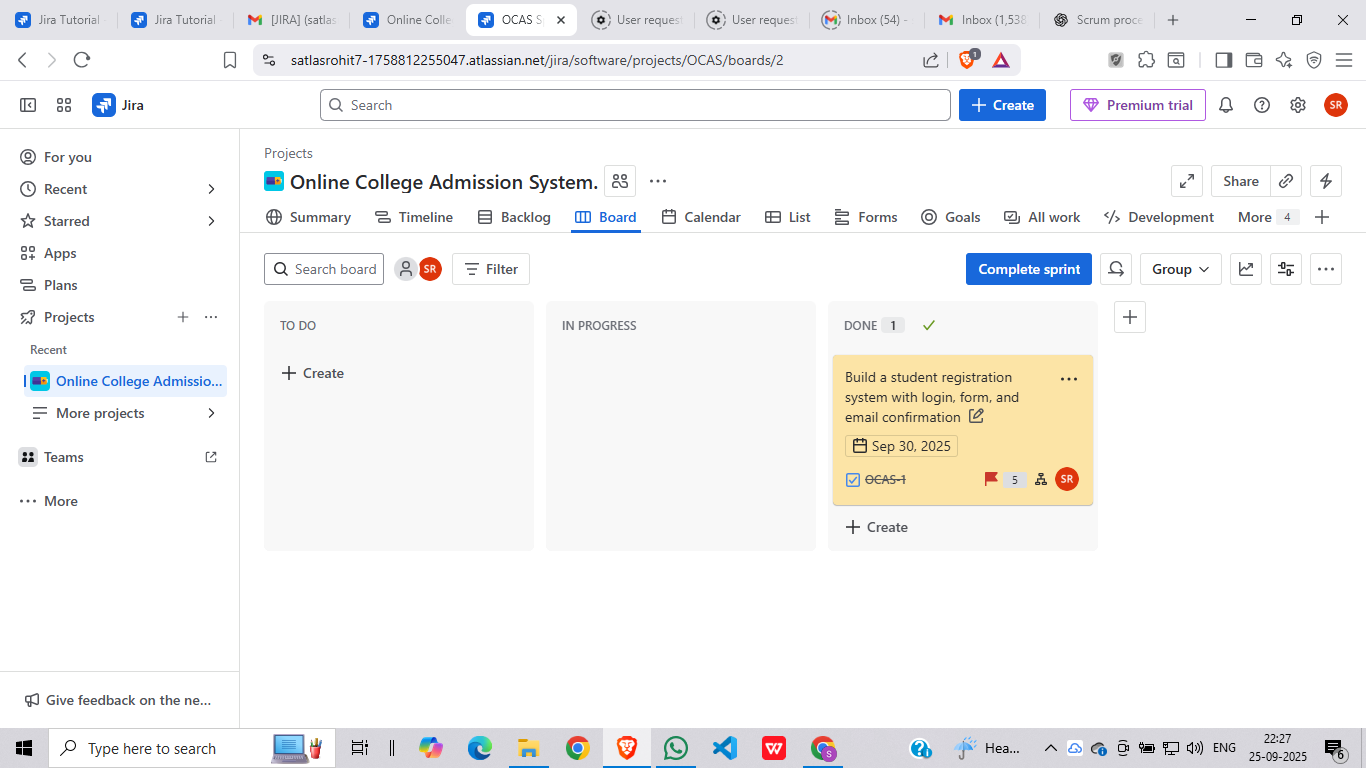 Jira Tutorial
Jira Tutorial
[JIRA] (satlas
Online Colle
OCAS S
User request
User request
Inbox (54) -
Inbox (1,538
Scrum proce
satlasrohit7-1758812255047.atlassian.net/jira/software/projects/OCAS/boards/2
1
Jira
Search
Create
Premium trial
SR
For you
Recent
Starred
Apps
Plans
Projects
Recent
Online College Admissio...
More projects
Teams
More
Give feedback on the ne...
Projects
Online College Admission System.
Share
Summary
Timeline
Backlog
Board
Calendar
List
Forms
Goals
All work
Development
More 4
Search board
SR
Filter
Complete sprint
Group
TO DO
Create
IN PROGRESS
DONE 1
Build a student registration
system with login, form, and
email confirmation
Sep 30, 2025
OCAS-1
5
SR
Create
Type here to search
S
Hea...
ENG
22:27
25-09-2025
6